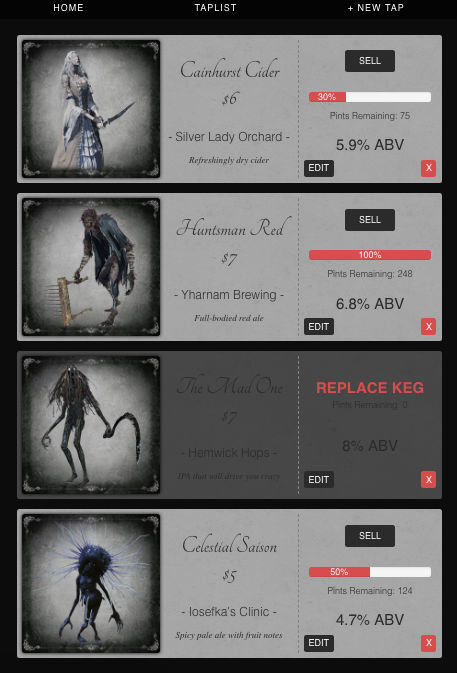 HOME TAPLIST + NEW TAP
Cainhurst Cider
$6
- Silver Lady Orchard -
Refreshingly dry cider
SELL
30%
Pints Remaining: 75
5.9% ABV
EDIT X
Huntsman Red
$7
- Yharnam Brewing -
Full-bodied red ale
SELL
100%
Pints Remaining: 248
6.8% ABV
EDIT X
The Mad One
$7
- Hemwick Hops -
IPA that will drive you crazy
REPLACE KEG
Pints Remaining: 0
8% ABV
EDIT X
Celestial Saison
$5
- Iosefka's Clinic -
Spicy pale ale with fruit notes
SELL
50%
Pints Remaining: 124
4.7% ABV
EDIT X